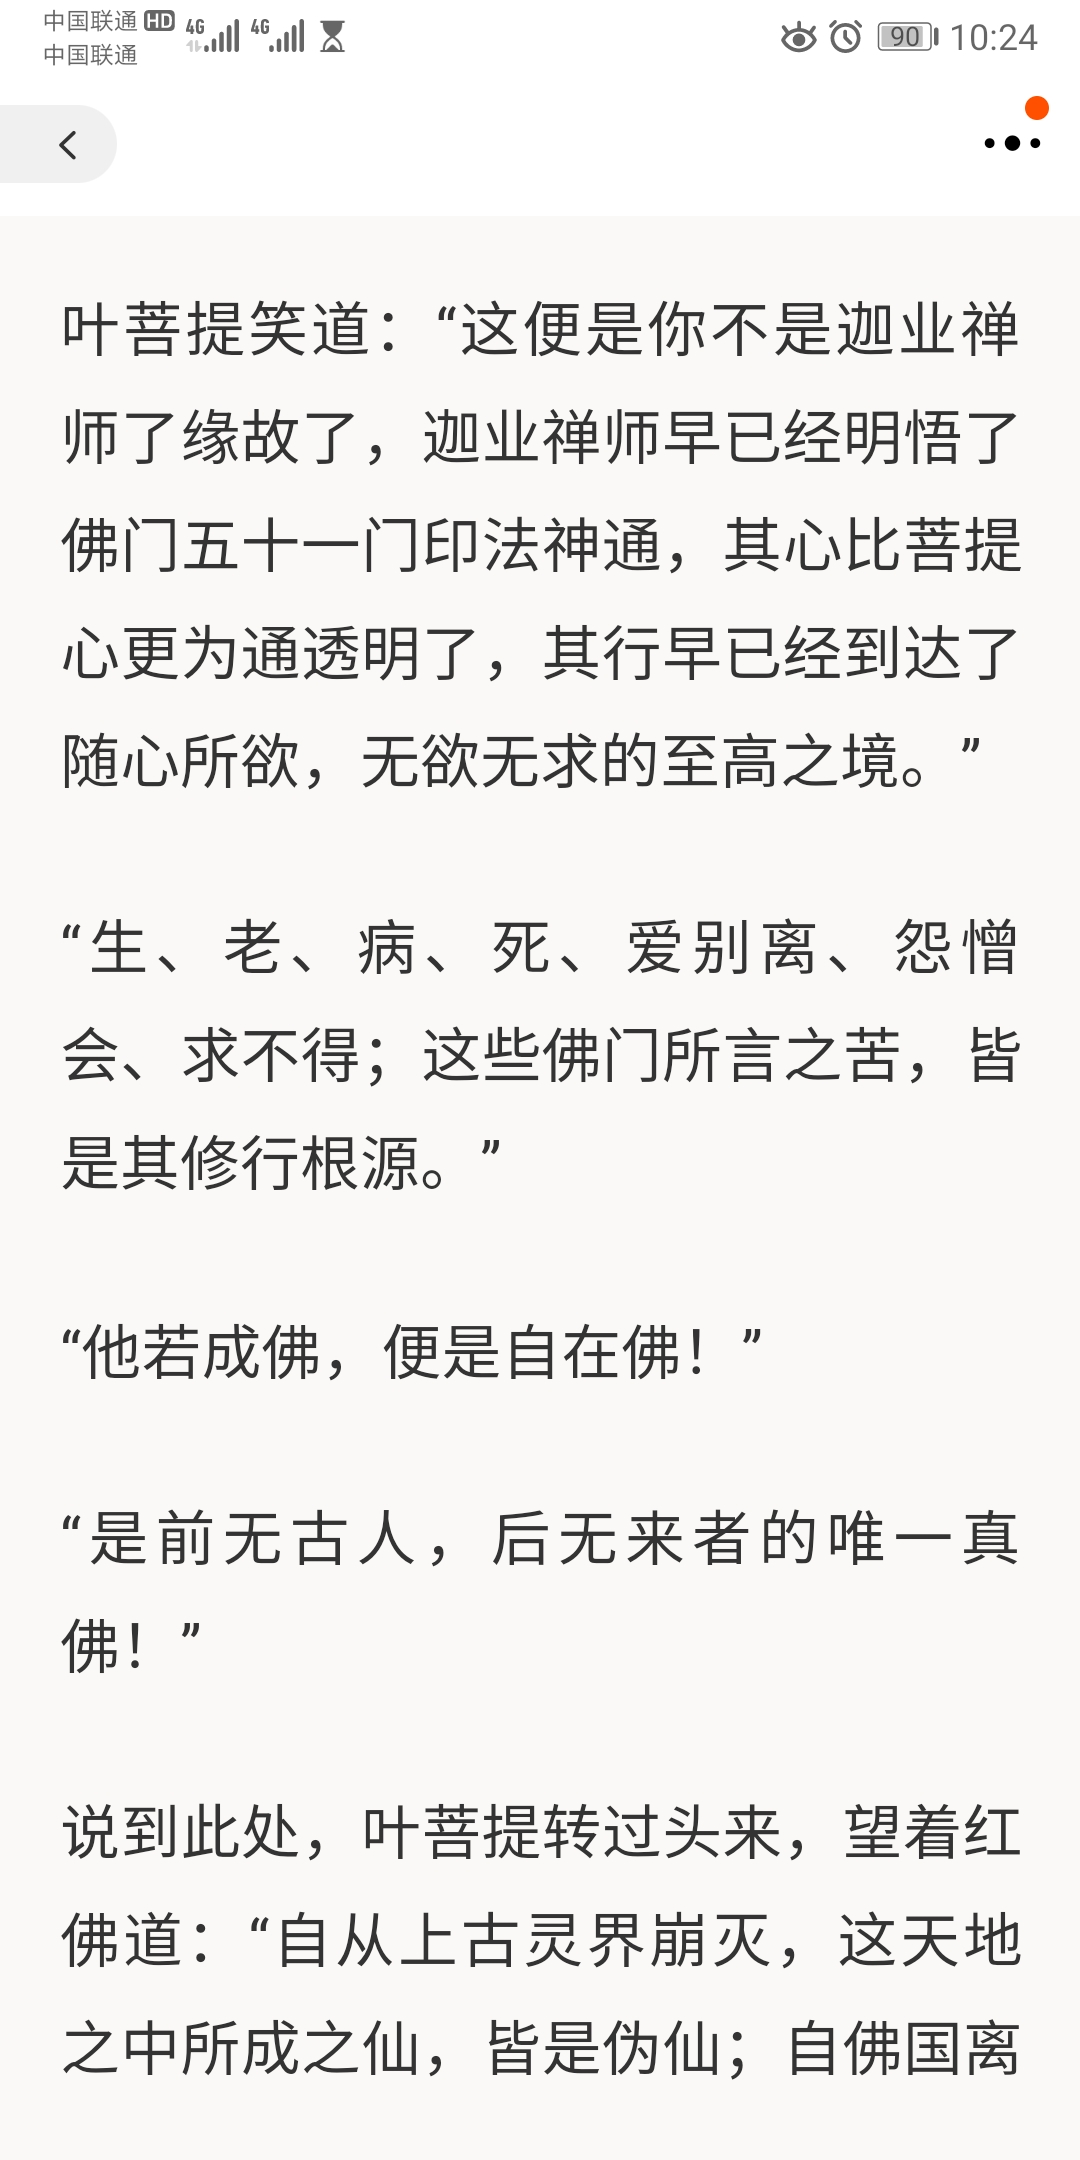 中国联通 HD 4G 4G 90 10:24
中国联通
叶菩提笑道：“这便是你不是迦业禅
师了缘故了，迦业禅师早已经明悟了
佛门五十一门印法神通，其心比菩提
心更为通透明了，其行早已经到达了
随心所欲，无欲无求的至高之境。”
“生、老、病、死、爱别离、怨憎
会、求不得；这些佛门所言之苦，皆
是其修行根源。”
“他若成佛，便是自在佛！”
“是前无古人，后无来者的唯一真
佛！”
说到此处，叶菩提转过头来，望着红
佛道：“自从上古灵界崩灭，这天地
之中所成之仙，皆是伪仙；自佛国离